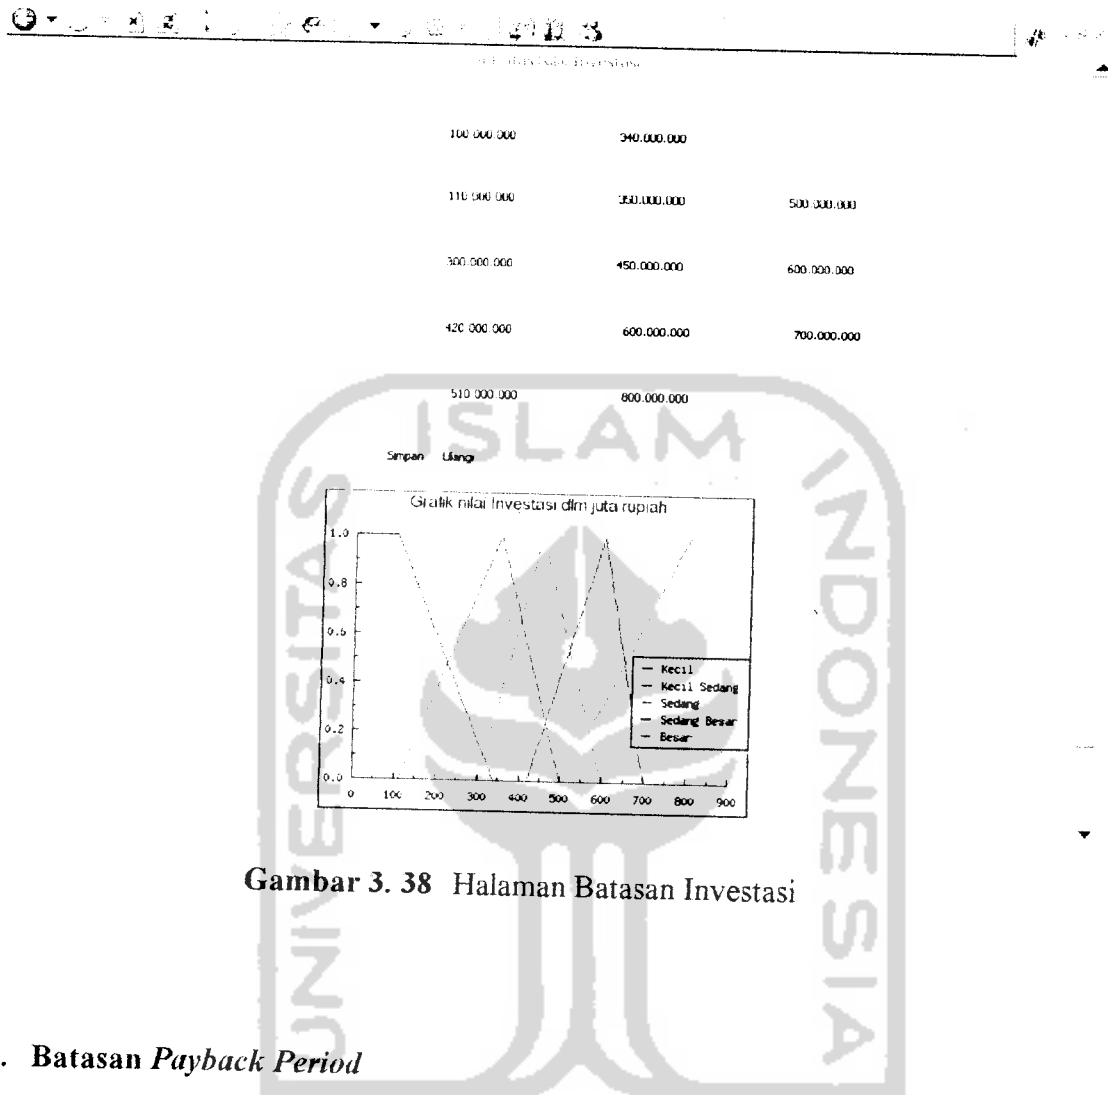 100.000.000 340.000.000
110.000.000 350.000.000 500.000.000
300.000.000 450.000.000 600.000.000
420.000.000 600.000.000 700.000.000
510.000.000 800.000.000
Simpan Ulangi
Grafik nilai Investasi dlm juta rupiah
1.0
0.8
0.6
0.4
0.2
0.0
0 100 200 300 400 500 600 700 800 900
Kecil
Kecil Sedang
Sedang
Sedang Besar
Besar
Gambar 3. 38 Halaman Batasan Investasi
. Batasan Payback Period
UNIVERSITAS
ISLAM
INDONESIA